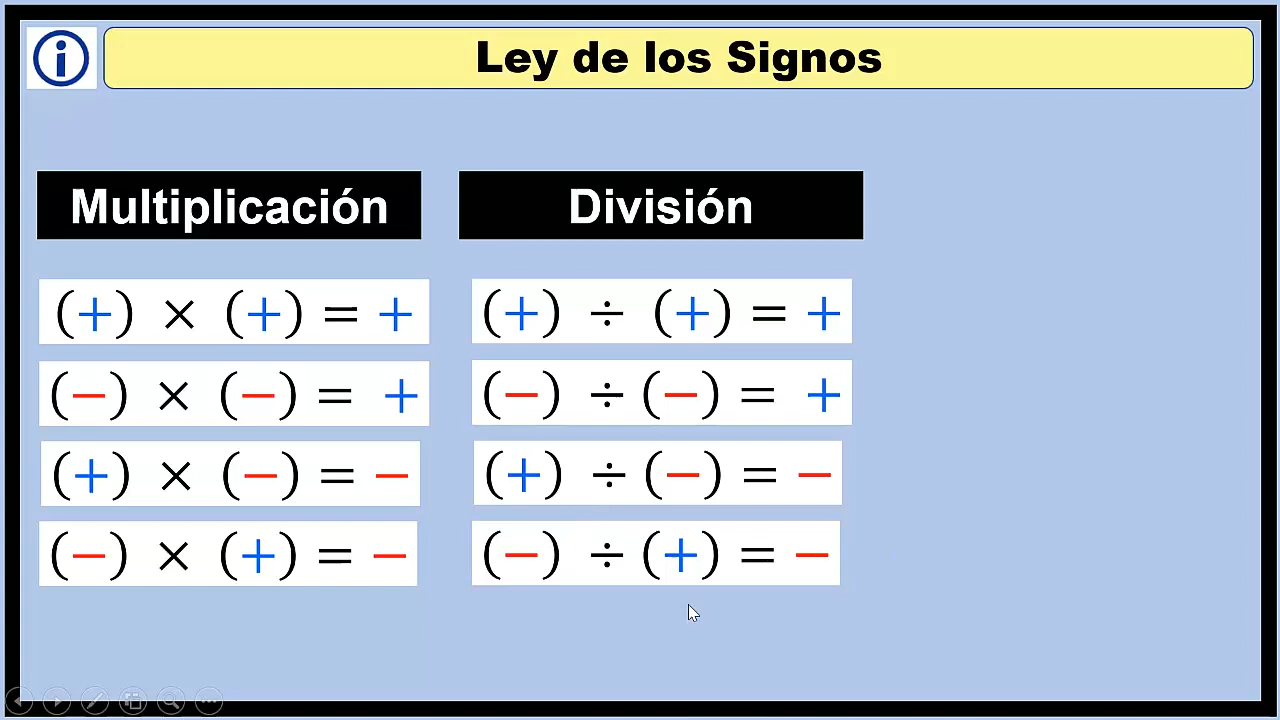 i
Ley de los Signos
Multiplicación
División
(+) × (+) = +
(−) × (−) = +
(+) × (−) = −
(−) × (+) = −
(+) ÷ (+) = +
(−) ÷ (−) = +
(+) ÷ (−) = −
(−) ÷ (+) = −